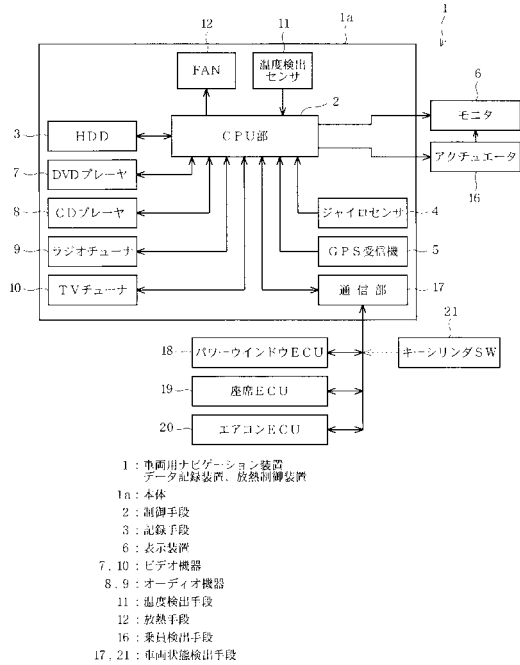 1
1a
12
11
FAN
温度検出
センサ
2
6
3
HDD
CPU部
モニタ
7
DVDプレーヤ
アクチュエータ
16
8
CDプレーヤ
ジャイロセンサ
4
9
ラジオチューナ
GPS受信機
5
10
TVチューナ
通信部
17
21
18
パワーウインドウECU
キーシリンダSW
19
座席ECU
20
エアコンECU
1:車両用ナビゲーション装置
データ記録装置、放熱制御装置
1a:本体
2:制御手段
3:記録手段
6:表示装置
7,10:ビデオ機器
8,9:オーディオ機器
11:温度検出手段
12:放熱手段
16:乗員検出手段
17,21:車両状態検出手段